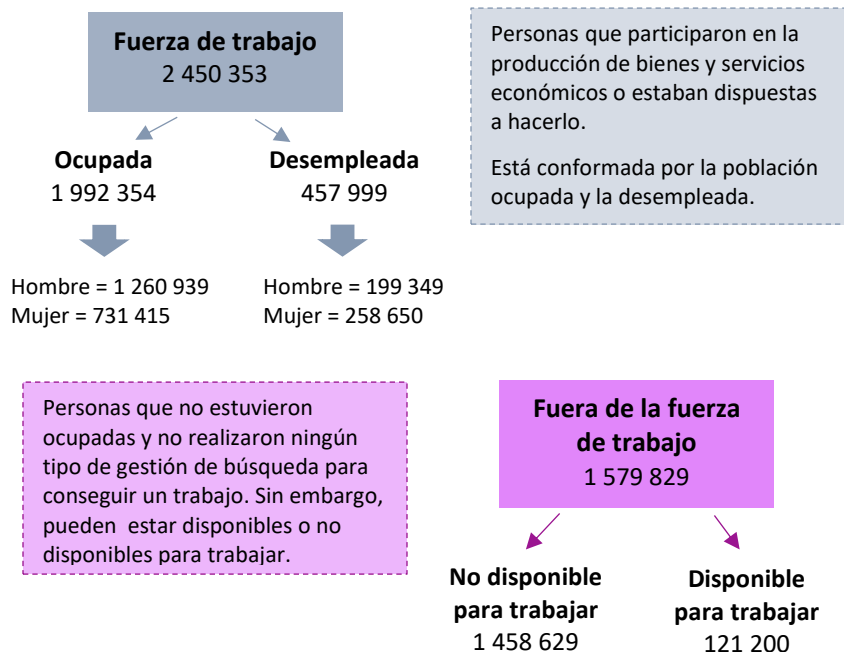 Fuerza de trabajo
2 450 353
Personas que participaron en la
producción de bienes y servicios
económicos o estaban dispuestas
a hacerlo.
Está conformada por la población
ocupada y la desempleada.
Ocupada
1 992 354
Desempleada
457 999
Hombre = 1 260 939
Mujer = 731 415
Hombre = 199 349
Mujer = 258 650
Personas que no estuvieron
ocupadas y no realizaron ningún
tipo de gestión de búsqueda para
conseguir un trabajo. Sin embargo,
pueden estar disponibles o no
disponibles para trabajar.
Fuera de la fuerza
de trabajo
1 579 829
No disponible
para trabajar
1 458 629
Disponible
para trabajar
121 200